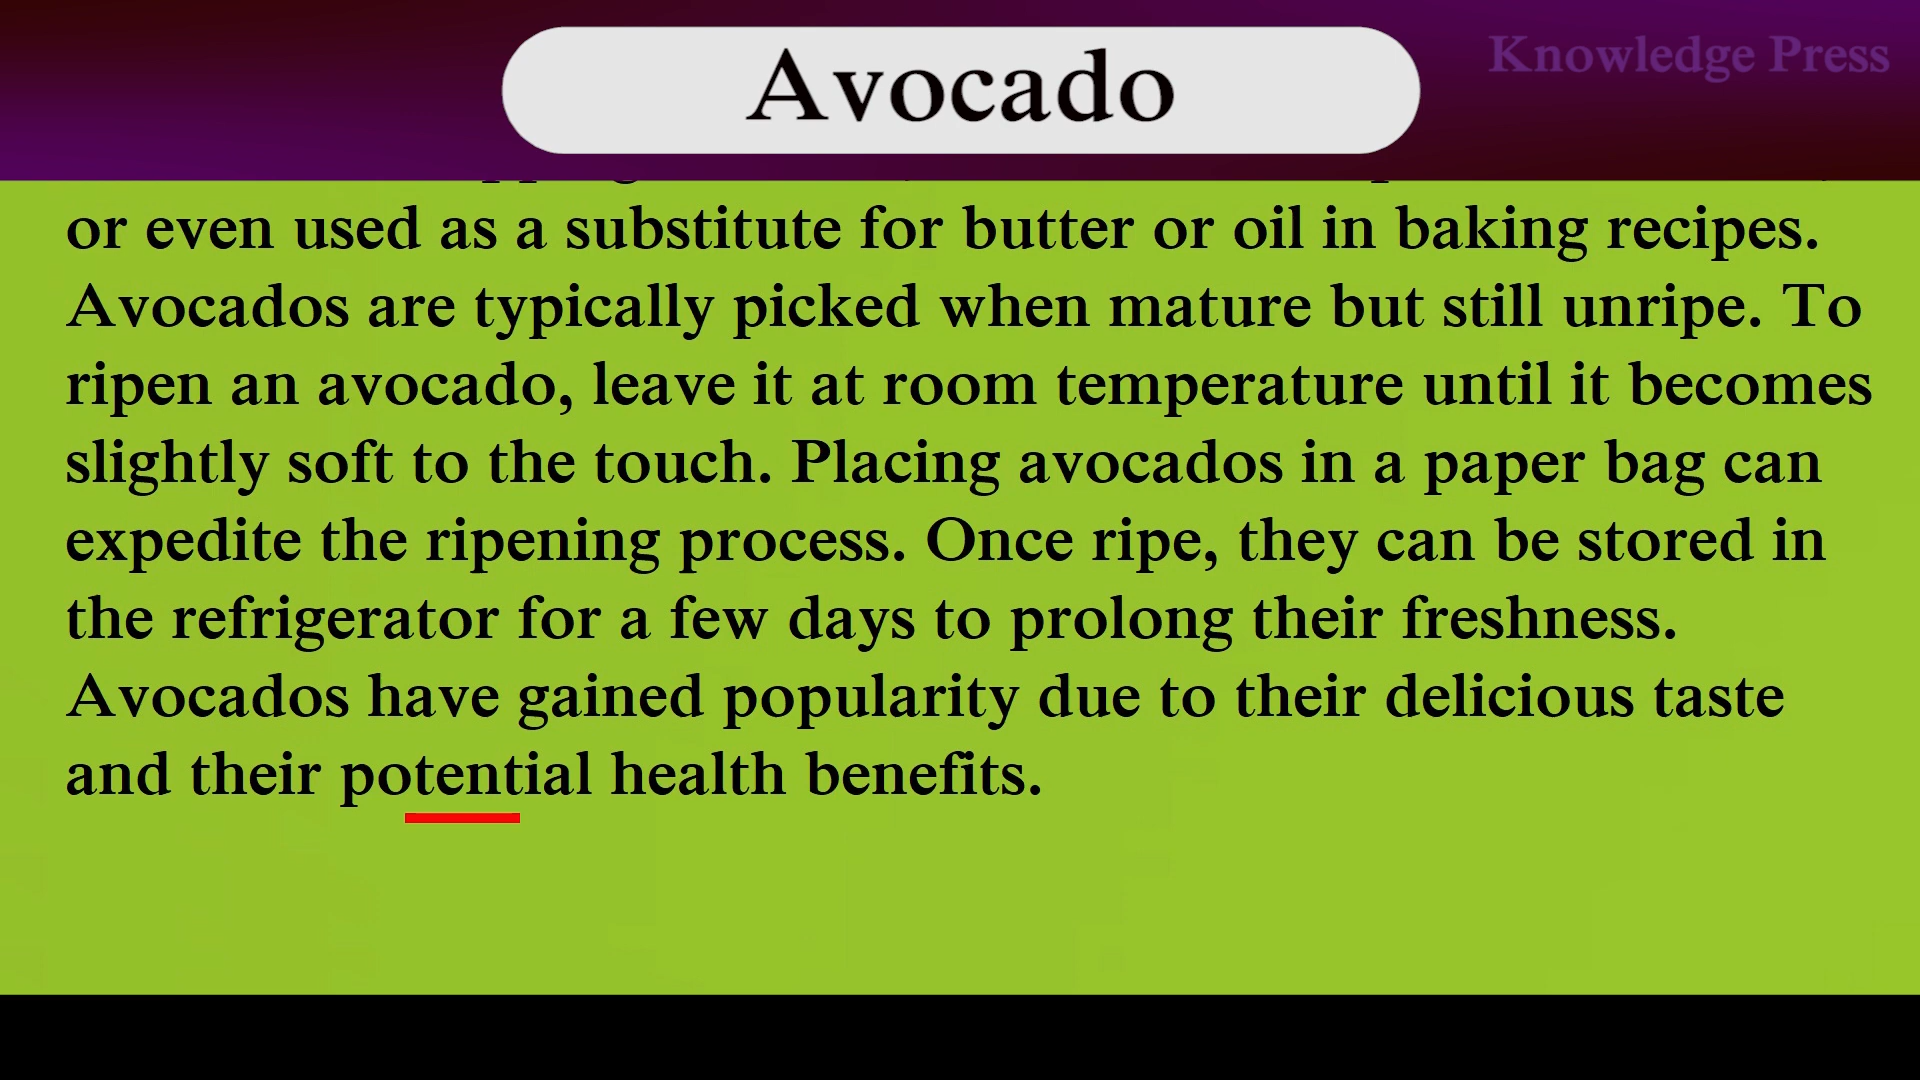 Knowledge Press
Avocado
or even used as a substitute for butter or oil in baking recipes.
Avocados are typically picked when mature but still unripe. To
ripen an avocado, leave it at room temperature until it becomes
slightly soft to the touch. Placing avocados in a paper bag can
expedite the ripening process. Once ripe, they can be stored in
the refrigerator for a few days to prolong their freshness.
Avocados have gained popularity due to their delicious taste
and their potential health benefits.